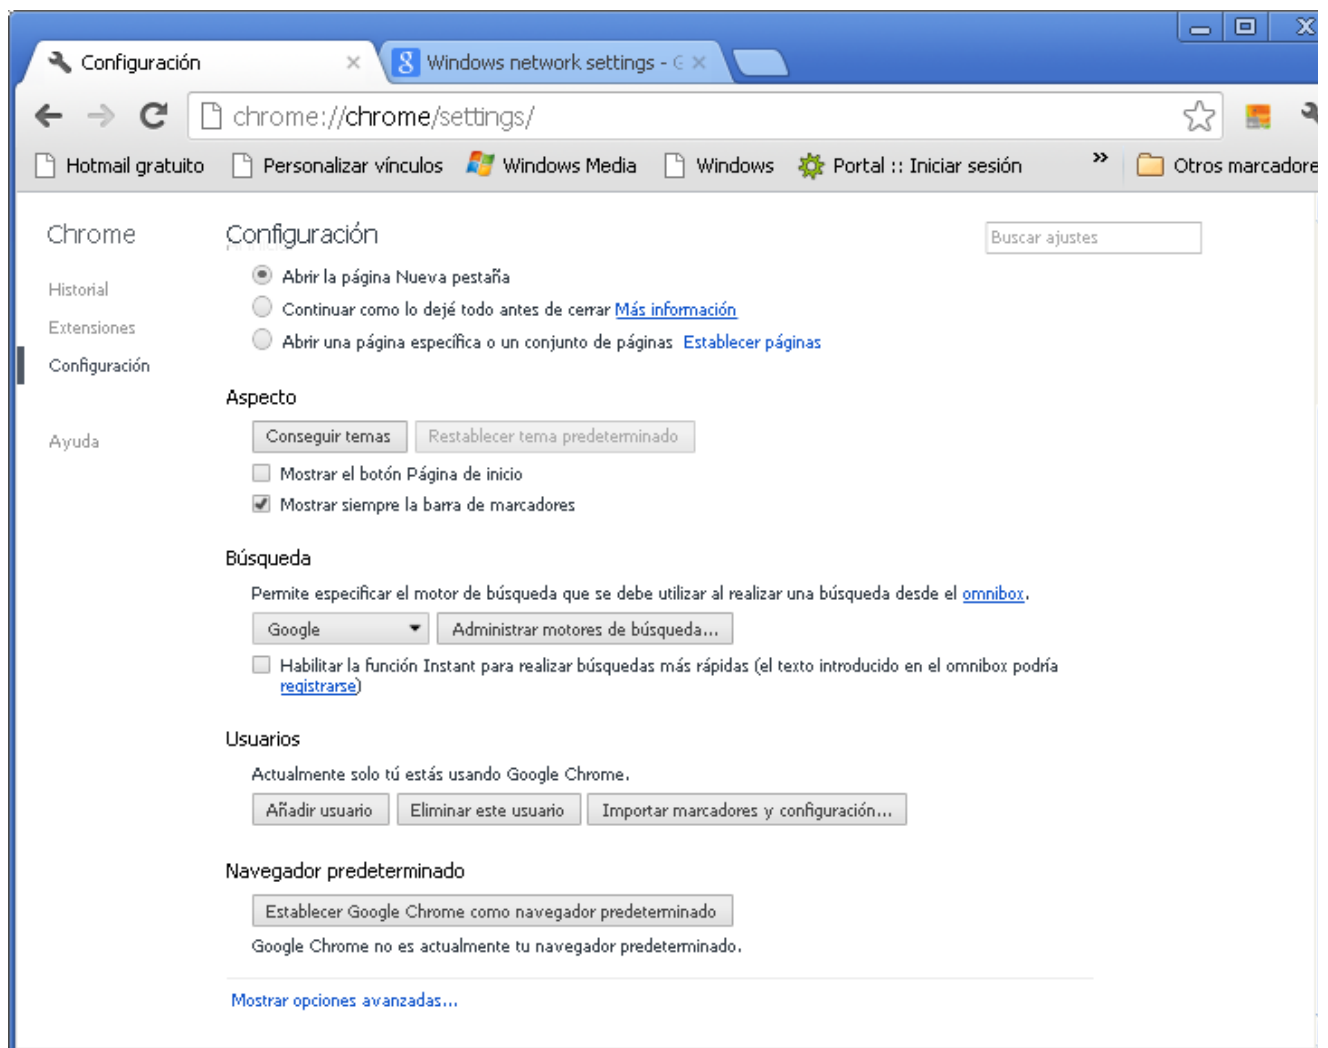 Configuración
Windows network settings - G
chrome://chrome/settings/
Hotmail gratuito
Personalizar vínculos
Windows Media
Windows
Portal :: Iniciar sesión
»
Otros marcadore
Chrome
Historial
Extensiones
Configuración
Ayuda
Configuración
Buscar ajustes
Abrir la página Nueva pestaña
Continuar como lo dejé todo antes de cerrar Más información
Abrir una página específica o un conjunto de páginas Establecer páginas
Aspecto
Conseguir temas
Restablecer tema predeterminado
Mostrar el botón Página de inicio
Mostrar siempre la barra de marcadores
Búsqueda
Permite especificar el motor de búsqueda que se debe utilizar al realizar una búsqueda desde el omnibox.
Google
Administrar motores de búsqueda...
Habilitar la función Instant para realizar búsquedas más rápidas (el texto introducido en el omnibox podría
registrarse)
Usuarios
Actualmente solo tú estás usando Google Chrome.
Añadir usuario
Eliminar este usuario
Importar marcadores y configuración...
Navegador predeterminado
Establecer Google Chrome como navegador predeterminado
Google Chrome no es actualmente tu navegador predeterminado.
Mostrar opciones avanzadas...